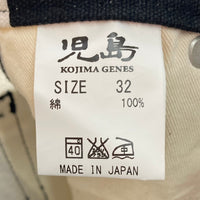 児島
KOJIMA GENES
SIZE 32
綿 100%
40
MADE IN JAPAN